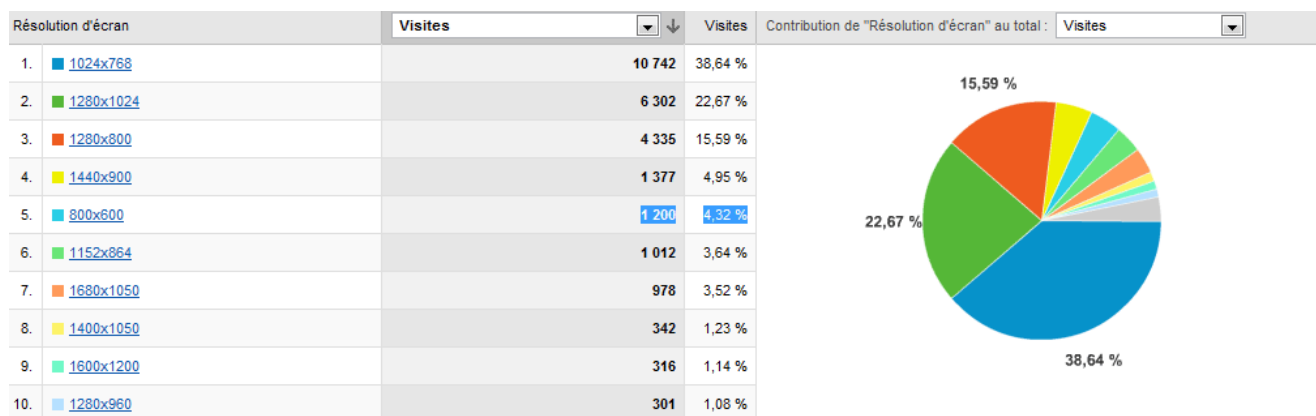 Résolution d'écran Visites Visites Contribution de "Résolution d'écran" au total : Visites
1. 1024x768 10 742 38,64 %
2. 1280x1024 6 302 22,67 %
3. 1280x800 4 335 15,59 %
4. 1440x900 1 377 4,95 %
5. 800x600 1 200 4,32 %
6. 1152x864 1 012 3,64 %
7. 1680x1050 978 3,52 %
8. 1400x1050 342 1,23 %
9. 1600x1200 316 1,14 %
10. 1280x960 301 1,08 %
15,59 %
22,67 %
38,64 %